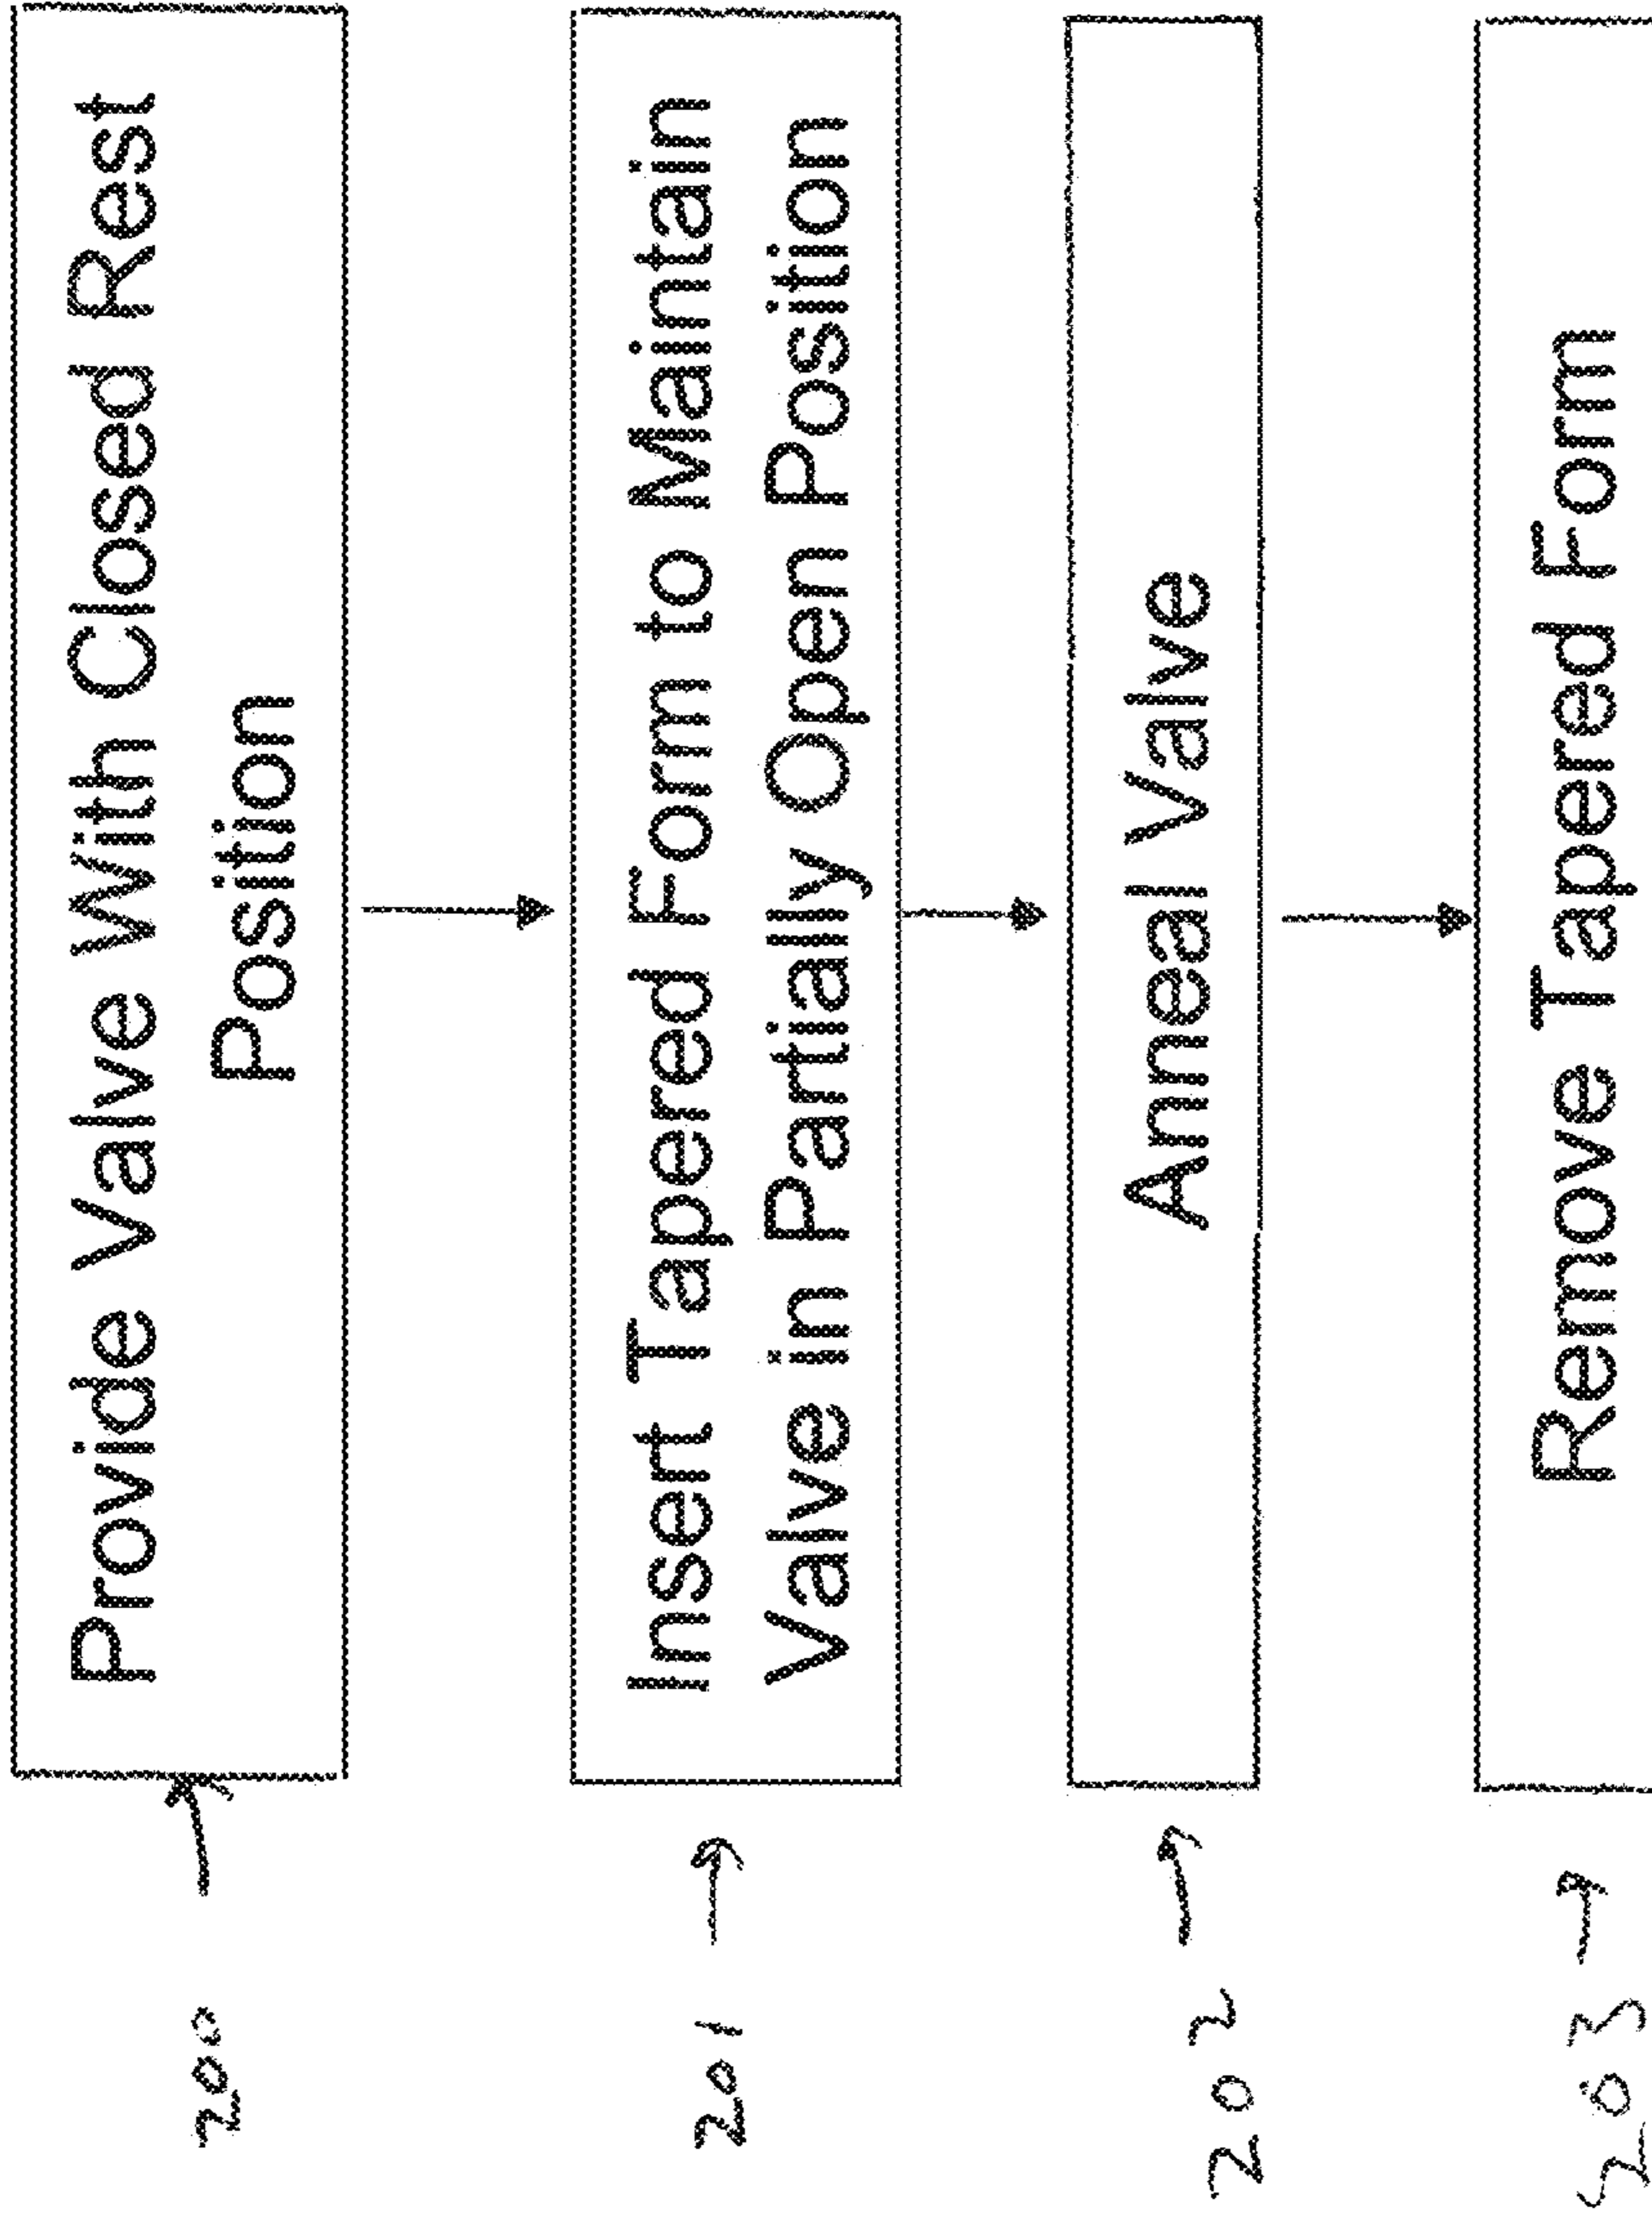 200
Provide Valve With Closed Rest
Position
201
Insert Tapered Form to Maintain
Valve in Partially Open Position
202
Anneal Valve
203
Remove Tapered Form